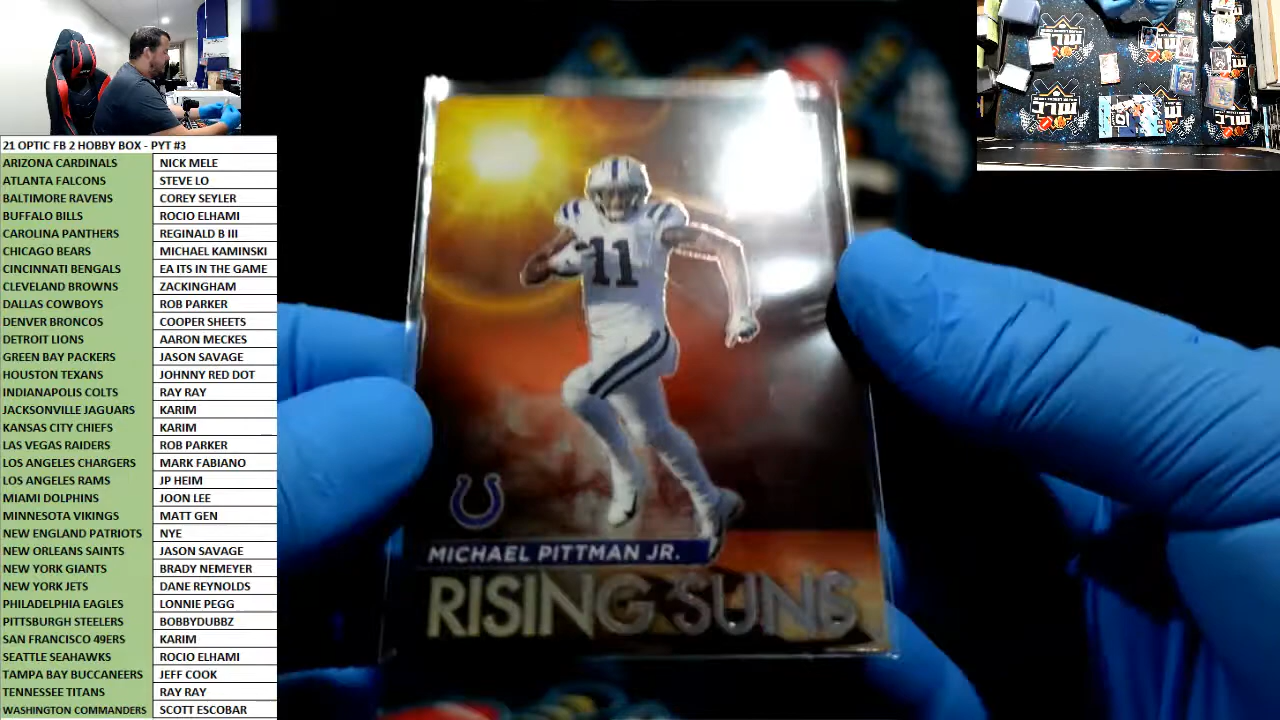 21 OPTIC FB 2 HOBBY BOX - PYT #3
ARIZONA CARDINALS NICK MELE
ATLANTA FALCONS STEVE LO
BALTIMORE RAVENS COREY SEYLER
BUFFALO BILLS ROCIO ELHAMI
CAROLINA PANTHERS REGINALD B III
CHICAGO BEARS MICHAEL KAMINSKI
CINCINNATI BENGALS EA ITS IN THE GAME
CLEVELAND BROWNS ZACKINGHAM
DALLAS COWBOYS ROB PARKER
DENVER BRONCOS COOPER SHEETS
DETROIT LIONS AARON MECKES
GREEN BAY PACKERS JASON SAVAGE
HOUSTON TEXANS JOHNNY RED DOT
INDIANAPOLIS COLTS RAY RAY
JACKSONVILLE JAGUARS KARIM
KANSAS CITY CHIEFS KARIM
LAS VEGAS RAIDERS ROB PARKER
LOS ANGELES CHARGERS MARK FABIANO
LOS ANGELES RAMS JP HEIM
MIAMI DOLPHINS JOON LEE
MINNESOTA VIKINGS MATT GEN
NEW ENGLAND PATRIOTS NYE
NEW ORLEANS SAINTS JASON SAVAGE
NEW YORK GIANTS BRADY NEMEYER
NEW YORK JETS DANE REYNOLDS
PHILADELPHIA EAGLES LONNIE PEGG
PITTSBURGH STEELERS BOBBYDUBBZ
SAN FRANCISCO 49ERS KARIM
SEATTLE SEAHAWKS ROCIO ELHAMI
TAMPA BAY BUCCANEERS JEFF COOK
TENNESSEE TITANS RAY RAY
WASHINGTON COMMANDERS SCOTT ESCOBAR
11
MICHAEL PITTMAN JR.
RISING SUNS